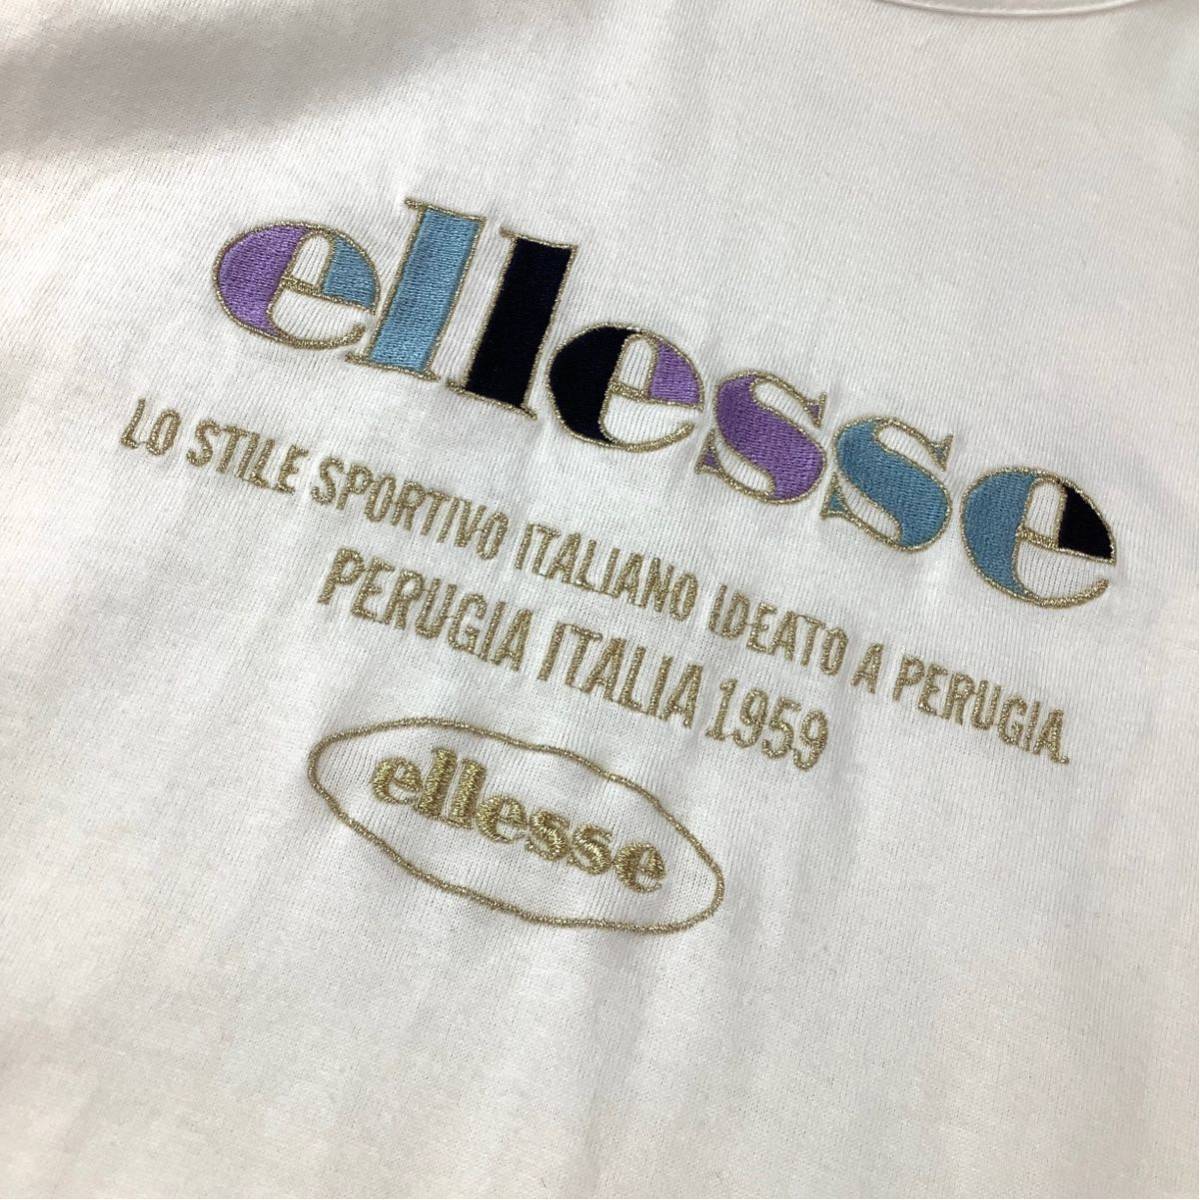 ellesse
LO STILE SPORTIVO ITALIANO IDEATO A PERUGIA.
PERUGIA ITALIA 1959
ellesse